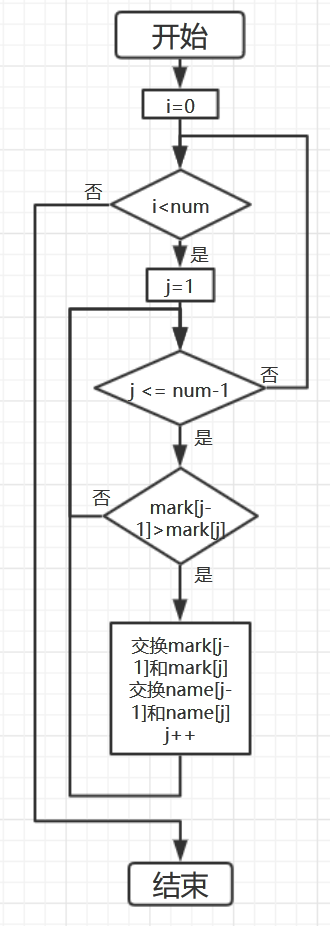 开始
i=0
i<num
否
是
j=1
j <= num-1
否
是
mark[j-
1]>mark[j]
否
是
交换mark[j-
1]和mark[j]
交换name[j-
1]和name[j]
j++
结束